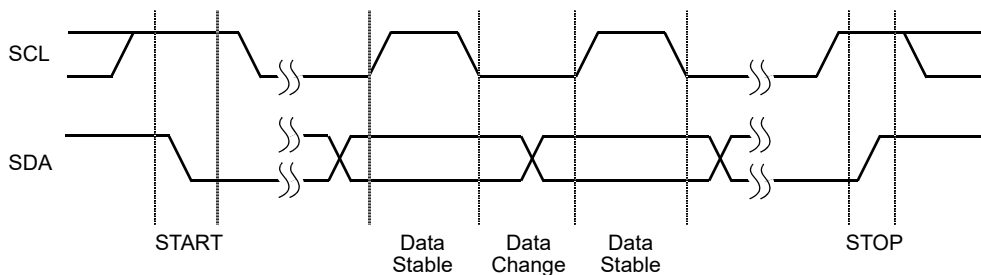 SCL
SDA
START
Data
Stable
Data
Change
Data
Stable
STOP